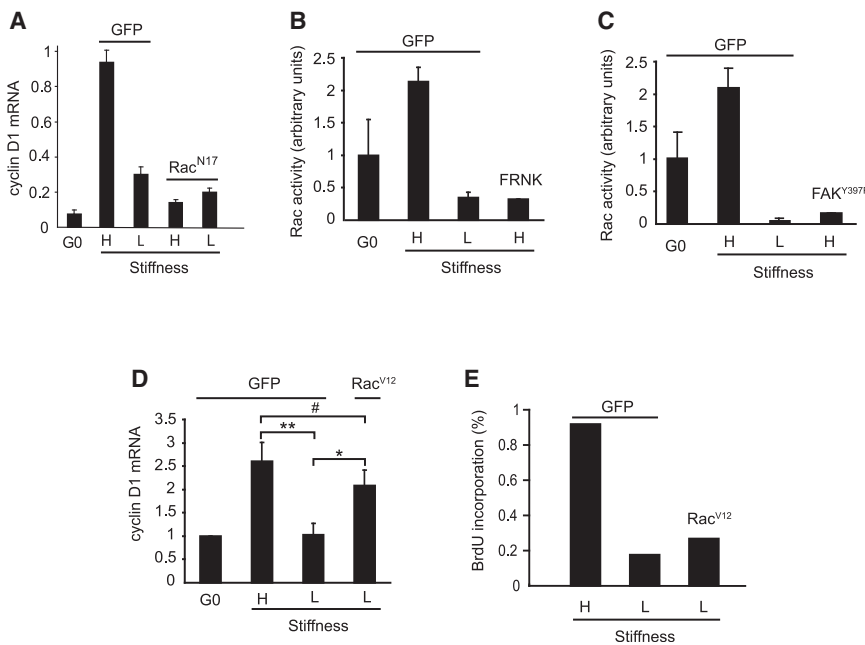 A
GFP
cyclin D1 mRNA
1
0.8
0.6
0.4
0.2
0
Rac^N17
G0 H L H L
Stiffness
B
GFP
Rac activity (arbitrary units)
2.5
2
1.5
1
0.5
0
FRNK
G0 H L H
Stiffness
C
GFP
Rac activity (arbitrary units)
2.5
2
1.5
1
0.5
0
FAK^Y397F
G0 H L H
Stiffness
D
GFP Rac^V12
cyclin D1 mRNA
3.5
3
2.5
2
1.5
1
0.5
0
#
**
*
G0 H L L
Stiffness
E
GFP
BrdU incorporation (%)
1
0.8
0.6
0.4
0.2
0
Rac^V12
H L L
Stiffness